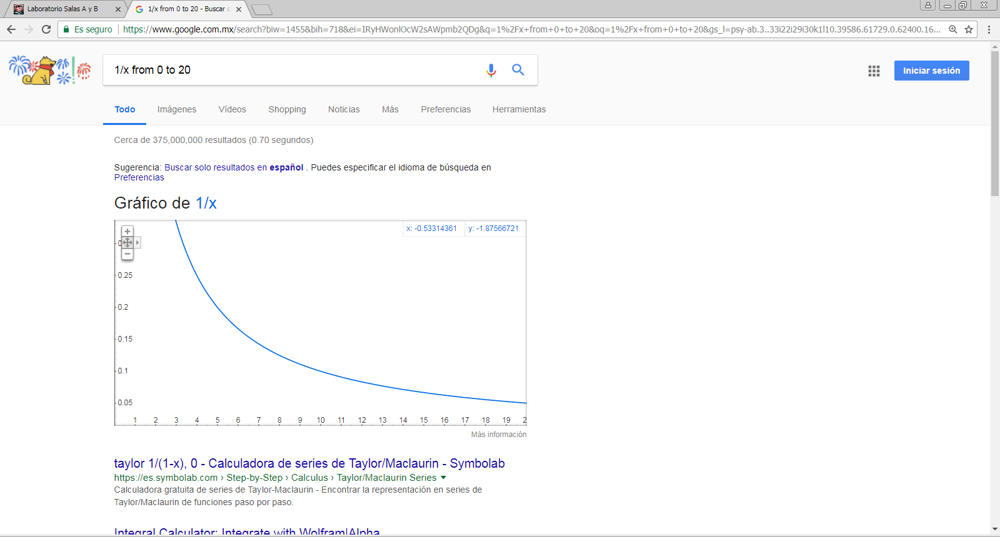 Laboratorio Salas A y B
1/x from 0 to 20 - Buscar c
Es seguro
https://www.google.com.mx/search?biw=1455&bih=718&ei=IRyHWonlOcW2sAWpmb2QDg&q=1%2Fx+from+0+to+20&oq=1%2Fx+from+0+to+20&gs_l=psy-ab.3..33i22i29i30k1l10.39586.61729.0.62400.16...
1/x from 0 to 20
Iniciar sesión
Todo Imágenes Vídeos Shopping Noticias Más Preferencias Herramientas
Cerca de 375,000,000 resultados (0.70 segundos)
Sugerencia: Buscar solo resultados en español . Puedes especificar el idioma de búsqueda en
Preferencias
Gráfico de 1/x
x: -0.53314361 y: -1.87566721
0.25
0.2
0.15
0.1
0.05
1 2 3 4 5 6 7 8 9 10 11 12 13 14 15 16 17 18 19 2
Más información
taylor 1/(1-x), 0 - Calculadora de series de Taylor/Maclaurin - Symbolab
https://es.symbolab.com › Step-by-Step › Calculus › Taylor/Maclaurin Series
Calculadora gratuita de series de Taylor-Maclaurin - Encontrar la representación en series de
Taylor/Maclaurin de funciones paso por paso.
Integral Calculator: Integrate with Wolfram|Alpha